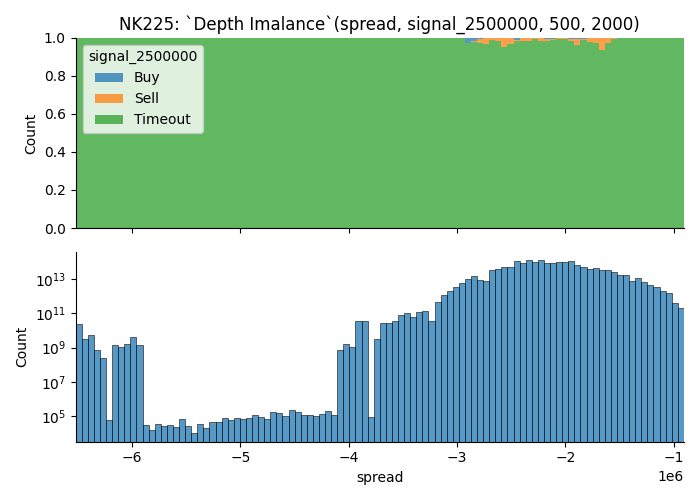 NK225: `Depth Imalance`(spread, signal_2500000, 500, 2000)
1.0
0.8
0.6
0.4
0.2
0.0
Count
signal_2500000
Buy
Sell
Timeout
10^13
10^11
10^9
10^7
10^5
Count
−6
−5
−4
−3
−2
−1
1e6
spread